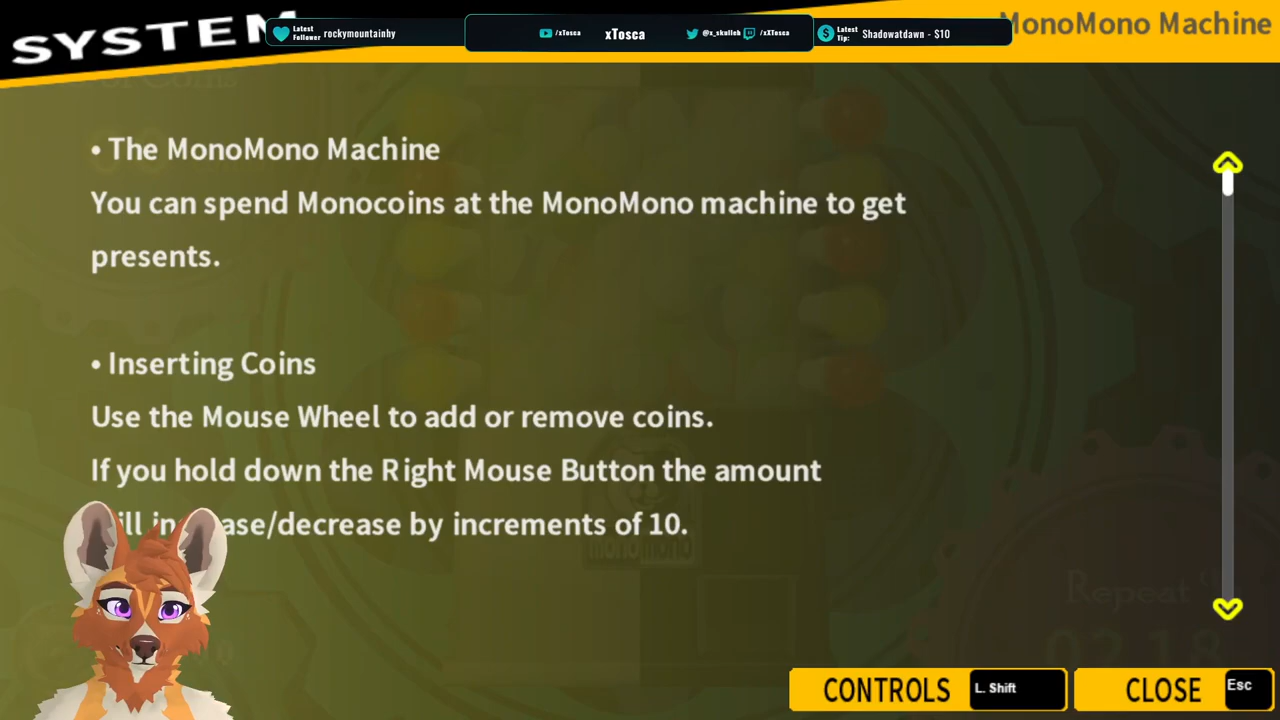 SYSTEM
Latest Follower rockymountainhy
/xTosca
xTosca
@x_skulleh
/xXTosca
Latest Tip: Shadowatdawn - $10
MonoMono Machine
• The MonoMono Machine
You can spend Monocoins at the MonoMono machine to get
presents.
• Inserting Coins
Use the Mouse Wheel to add or remove coins.
If you hold down the Right Mouse Button the amount
/decrease by increments of 10.
Repeat
CONTROLS L. Shift
CLOSE Esc